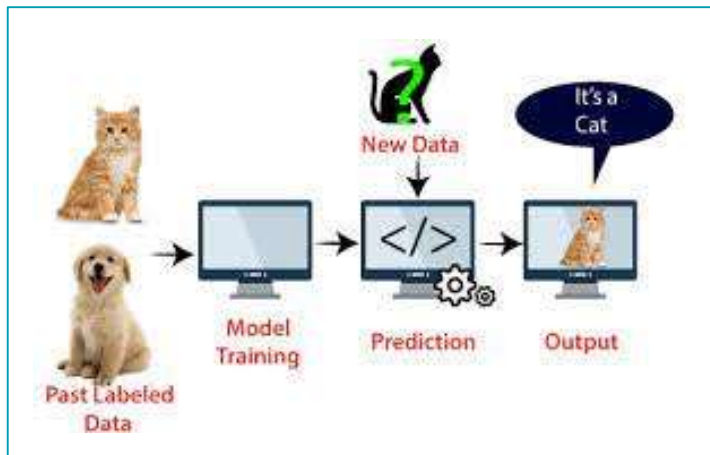 It's a
Cat
?
New Data
</>
Model
Training
Prediction
Output
Past Labeled
Data